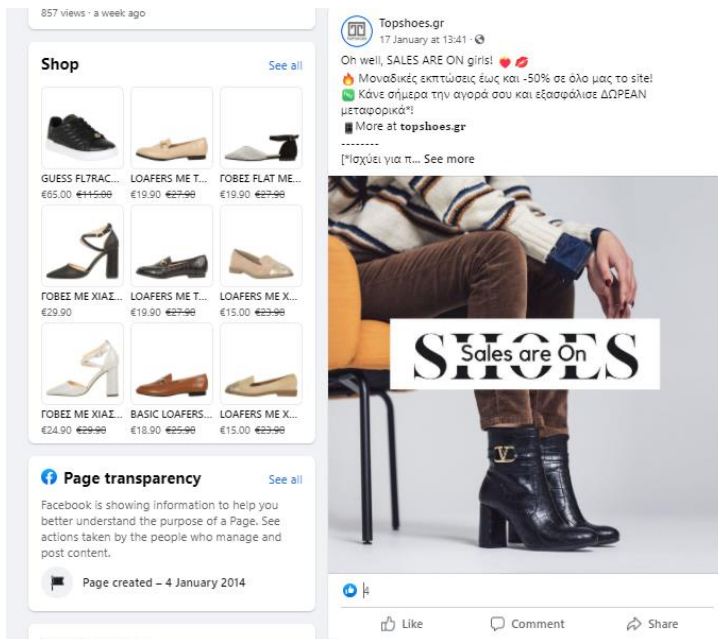 857 views · a week ago
Shop
See all
GUESS FL7RAC...
€65.00 €115.00
LOAFERS ΜΕ Τ...
€19.90 €27.90
ΓΟΒΕΣ FLAT ΜΕ...
€19.90 €27.90
ΓΟΒΕΣ ΜΕ ΧΙΑΣ...
€29.90
LOAFERS ΜΕ Τ...
€19.90 €27.90
LOAFERS ΜΕ Χ...
€15.00 €23.90
ΓΟΒΕΣ ΜΕ ΧΙΑΣ...
€24.90 €29.90
BASIC LOAFERS...
€18.90 €25.90
LOAFERS ΜΕ Χ...
€15.00 €23.90
Page transparency
See all
Facebook is showing information to help you
better understand the purpose of a Page. See
actions taken by the people who manage and
post content.
Page created – 4 January 2014
Topshoes.gr
17 January at 13:41 ·
Oh well, SALES ARE ON girls!
Μοναδικές εκπτώσεις έως και -50% σε όλο μας το site!
Κάνε σήμερα την αγορά σου και εξασφάλισε ΔΩΡΕΑΝ
μεταφορικά*!
More at topshoes.gr
--------
[*Ισχύει για π... See more
SHOES
Sales are On
4
Like
Comment
Share